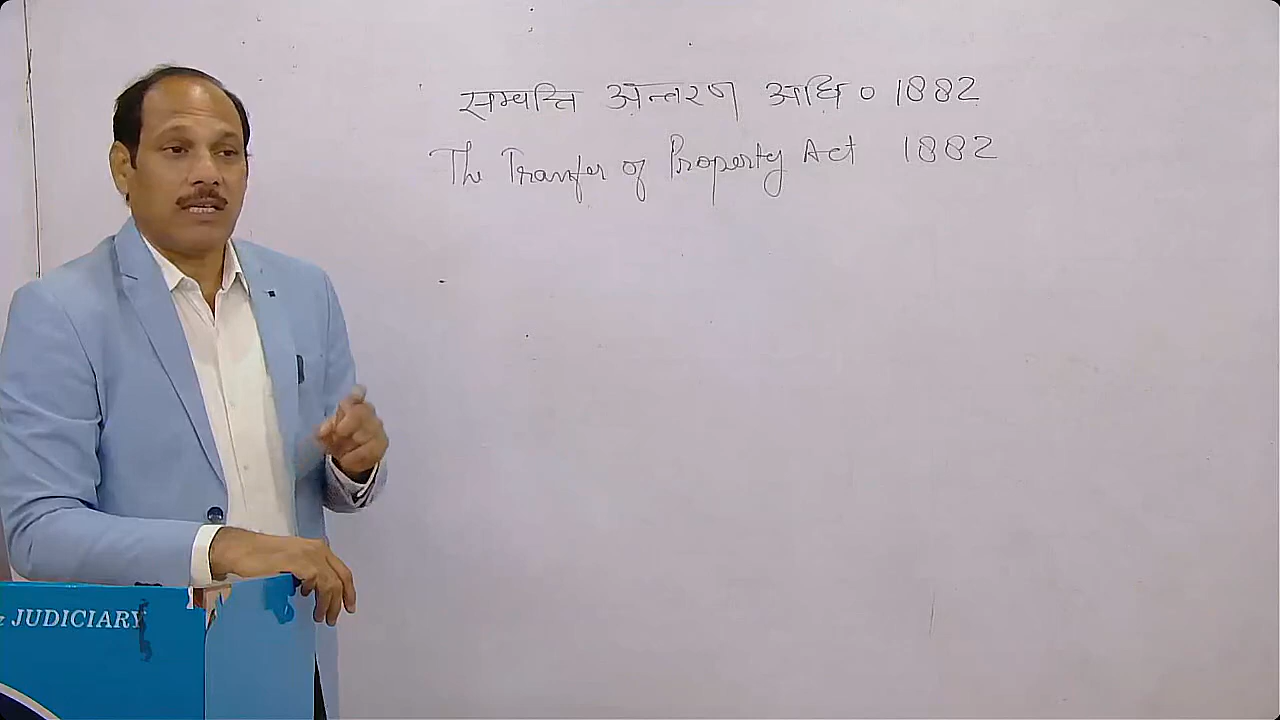 सम्पत्ति अन्तरण अधि० 1882
The Transfer of Property Act 1882
JUDICIARY